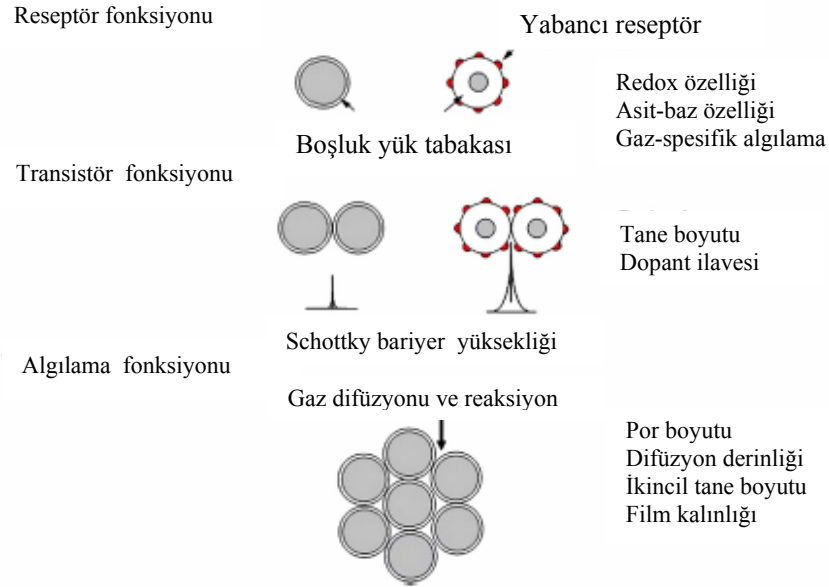 Reseptör fonksiyonu
Yabancı reseptör
Redox özelliği
Asit-baz özelliği
Gaz-spesifik algılama
Boşluk yük tabakası
Transistör fonksiyonu
Tane boyutu
Dopant ilavesi
Schottky bariyer yüksekliği
Algılama fonksiyonu
Gaz difüzyonu ve reaksiyon
Por boyutu
Difüzyon derinliği
İkincil tane boyutu
Film kalınlığı